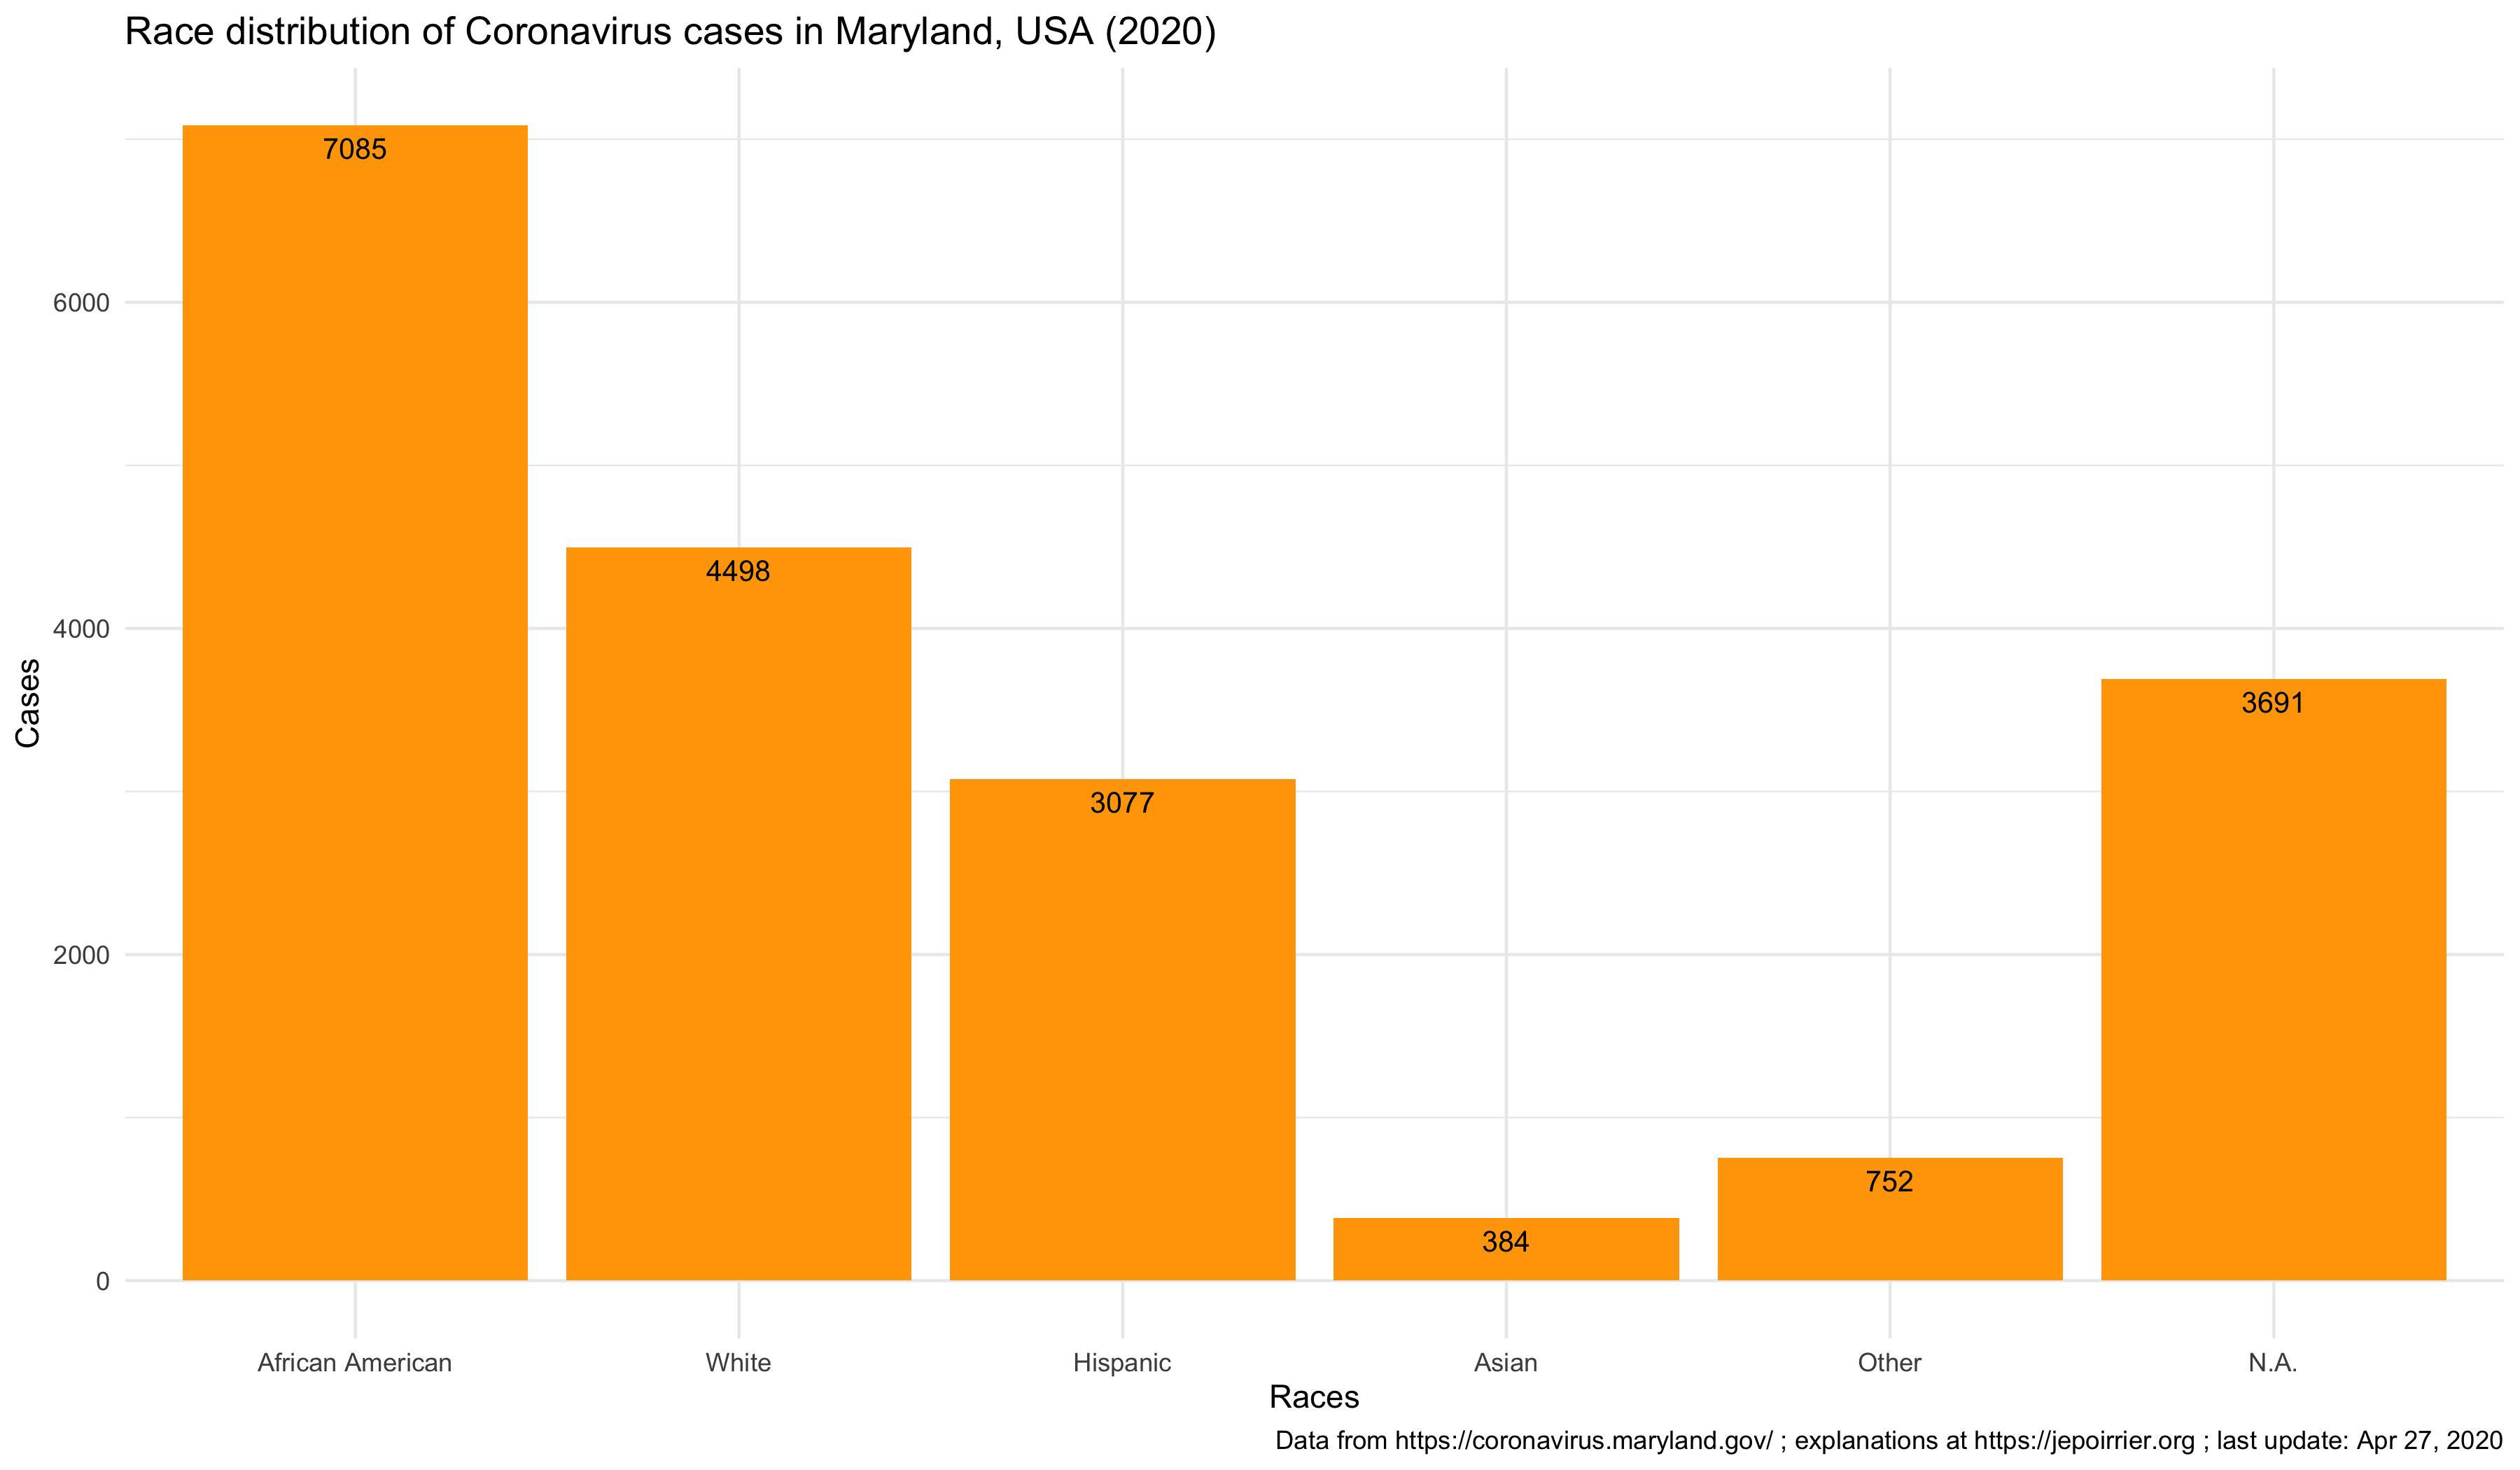 Race distribution of Coronavirus cases in Maryland, USA (2020)
7085
6000
4498
4000
Cases
3691
3077
2000
752
384
0
African American White Hispanic Asian Other N.A.
Races
Data from https://coronavirus.maryland.gov/ ; explanations at https://jepoirrier.org ; last update: Apr 27, 2020